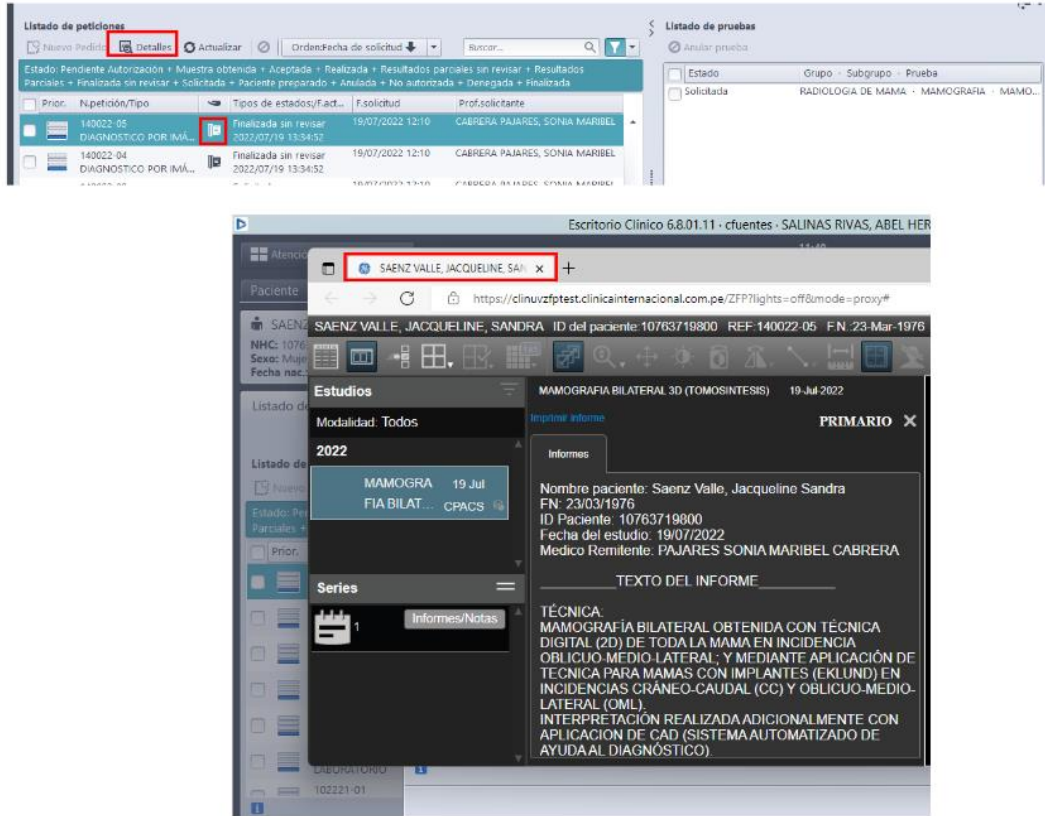 Listado de peticiones
Nuevo Pedido Detalles Actualizar Orden:Fecha de solicitud Buscar...
Estado: Pendiente Autorización + Muestra obtenida + Aceptada + Realizada + Resultados parciales sin revisar + Resultados
Parciales + Finalizada sin revisar + Solicitada + Paciente preparado + Anulada + No autorizada + Denegada + Finalizada
Prior. N.petición/Tipo Tipos de estados/F.act... F.solicitud Prof.solicitante
140022-05 Finalizada sin revisar 19/07/2022 12:10 CABRERA PAJARES, SONIA MARIBEL
DIAGNOSTICO POR IMÁ... 2022/07/19 13:34:52
140022-04 Finalizada sin revisar 19/07/2022 12:10 CABRERA PAJARES, SONIA MARIBEL
DIAGNOSTICO POR IMÁ... 2022/07/19 13:34:52
Listado de pruebas
Anular prueba
Estado Grupo · Subgrupo · Prueba
Solicitada RADIOLOGIA DE MAMA · MAMOGRAFIA · MAMO...
Escritorio Clínico 6.8.01.11 · cfuentes · SALINAS RIVAS, ABEL HER
Atenció
SAENZ VALLE, JACQUELINE, SAN
https://clinuvzfptest.clinicainternacional.com.pe/ZFP?lights=off&mode=proxy#
Paciente
SAENZ
NHC: 1076
Sexo: Muje
Fecha nac.:
Listado de
Listado de
Nuevo
Estado: Pe
Parciales +
Prior.
LABORATORIO
102221-01
SAENZ VALLE, JACQUELINE, SANDRA ID del paciente:10763719800 REF:140022-05 F.N.:23-Mar-1976
Estudios
Modalidad: Todos
2022
MAMOGRA 19 Jul
FIA BILAT... CPACS
Series
1 Informes/Notas
MAMOGRAFIA BILATERAL 3D (TOMOSINTESIS) 19-Jul-2022
Imprimir informe PRIMARIO
Informes
Nombre paciente: Saenz Valle, Jacqueline Sandra
FN: 23/03/1976
ID Paciente: 10763719800
Fecha del estudio: 19/07/2022
Medico Remitente: PAJARES SONIA MARIBEL CABRERA
__________TEXTO DEL INFORME__________
TÉCNICA:
MAMOGRAFÍA BILATERAL OBTENIDA CON TÉCNICA
DIGITAL (2D) DE TODA LA MAMA EN INCIDENCIA
OBLICUO-MEDIO-LATERAL; Y MEDIANTE APLICACIÓN DE
TECNICA PARA MAMAS CON IMPLANTES (EKLUND) EN
INCIDENCIAS CRÁNEO-CAUDAL (CC) Y OBLICUO-MEDIO-
LATERAL (OML).
INTERPRETACIÓN REALIZADA ADICIONALMENTE CON
APLICACION DE CAD (SISTEMA AUTOMATIZADO DE
AYUDA AL DIAGNÓSTICO).